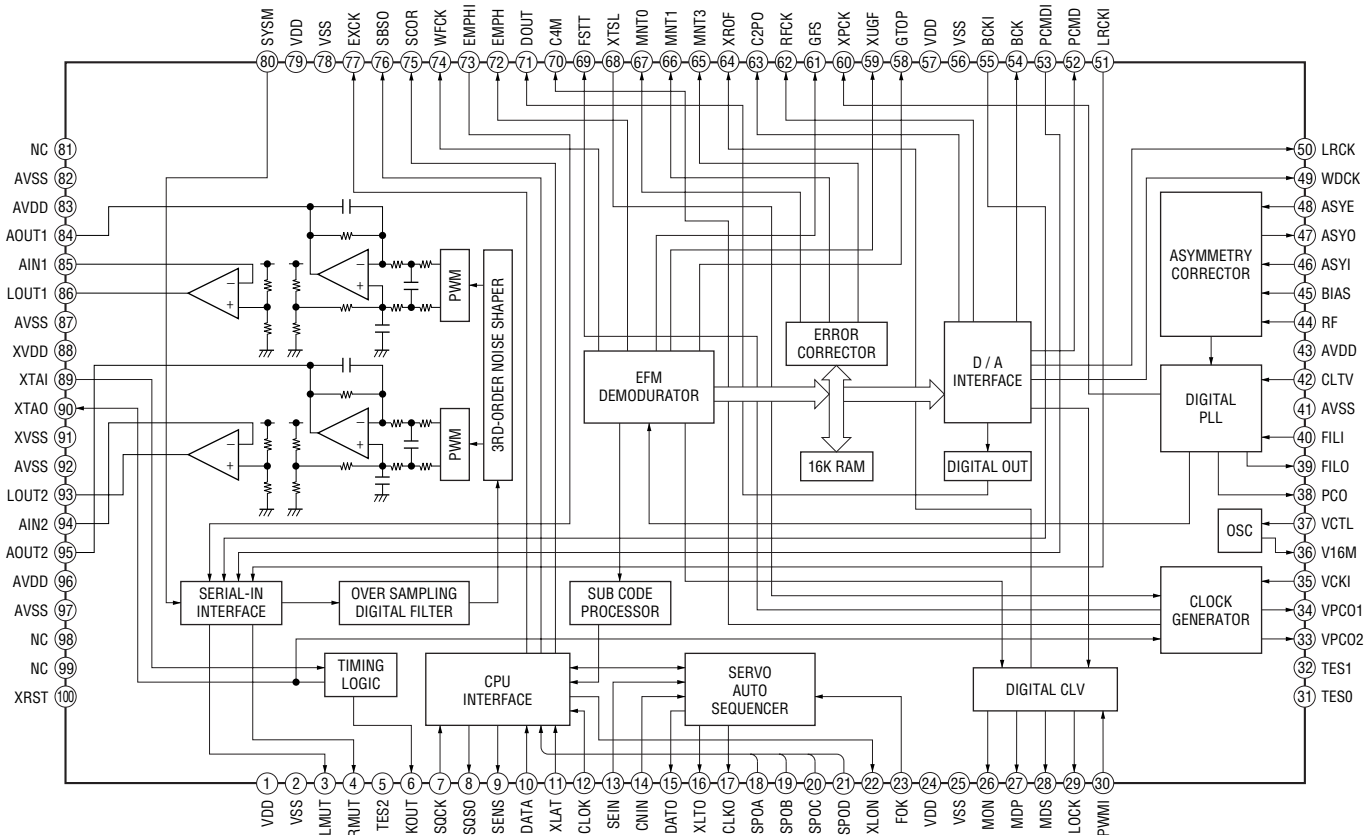 SYSM
VDD
VSS
EXCK
SBSO
SCOR
WFCK
EMPHI
EMPH
DOUT
C4M
FSTT
XTSL
MNT0
MNT1
MNT3
XROF
C2PO
RFCK
GFS
XPCK
XUGF
GTOP
VDD
VSS
BCKI
BCK
PCMDI
PCMD
LRCKI
80 79 78 77 76 75 74 73 72 71 70 69 68 67 66 65 64 63 62 61 60 59 58 57 56 55 54 53 52 51
NC 81
AVSS 82
AVDD 83
AOUT1 84
AIN1 85
LOUT1 86
AVSS 87
XVDD 88
XTAI 89
XTAO 90
XVSS 91
AVSS 92
LOUT2 93
AIN2 94
AOUT2 95
AVDD 96
AVSS 97
NC 98
NC 99
XRST 100
50 LRCK
49 WDCK
48 ASYE
47 ASYO
46 ASYI
45 BIAS
44 RF
43 AVDD
42 CLTV
41 AVSS
40 FILI
39 FILO
38 PCO
37 VCTL
36 V16M
35 VCKI
34 VPCO1
33 VPCO2
32 TES1
31 TES0
−
+
−
+
PWM
−
+
−
+
PWM
3RD-ORDER NOISE SHAPER
EFM
DEMODURATOR
ERROR
CORRECTOR
16K RAM
D / A
INTERFACE
DIGITAL OUT
ASYMMETRY
CORRECTOR
DIGITAL
PLL
OSC
CLOCK
GENERATOR
SERIAL-IN
INTERFACE
OVER SAMPLING
DIGITAL FILTER
SUB CODE
PROCESSOR
TIMING
LOGIC
CPU
INTERFACE
SERVO
AUTO
SEQUENCER
DIGITAL CLV
1 2 3 4 5 6 7 8 9 10 11 12 13 14 15 16 17 18 19 20 21 22 23 24 25 26 27 28 29 30
VDD
VSS
LMUT
RMUT
TES2
KOUT
SQCK
SQSO
SENS
DATA
XLAT
CLOK
SEIN
CNIN
DATO
XLTO
CLKO
SPOA
SPOB
SPOC
SPOD
XLON
FOK
VDD
VSS
MON
MDP
MDS
LOCK
PWMI